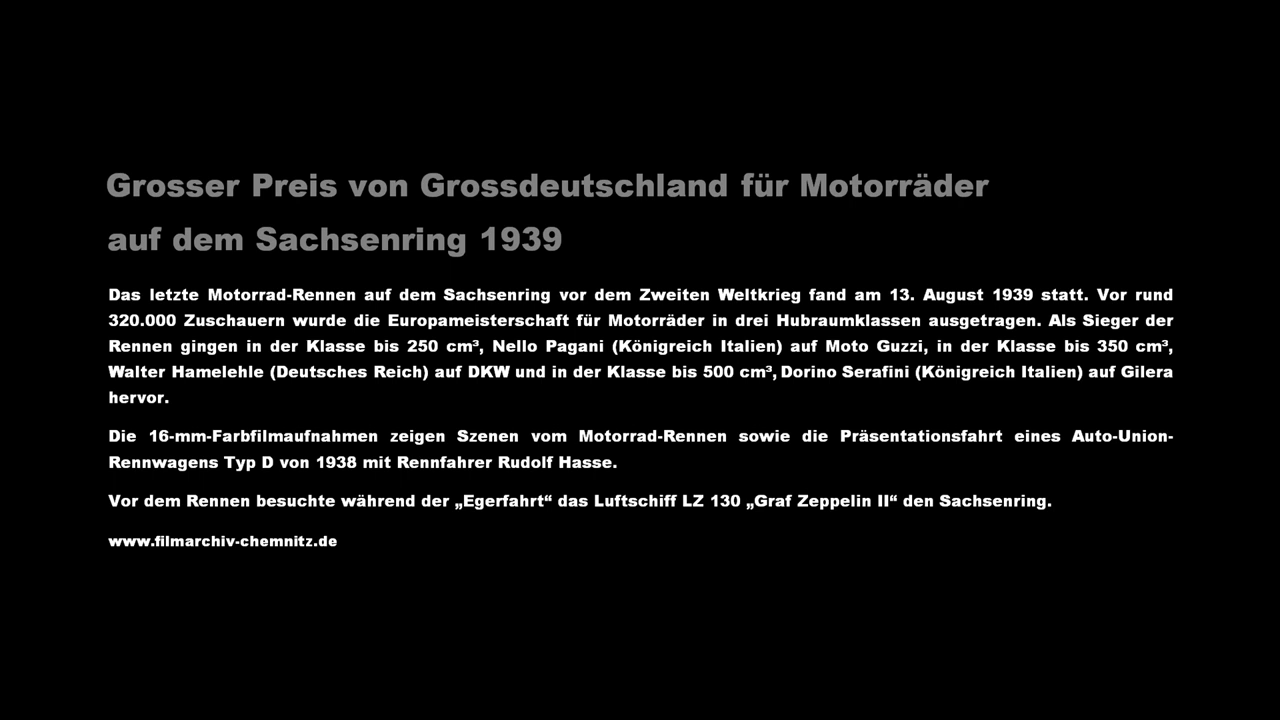 Grosser Preis von Grossdeutschland für Motorräder
auf dem Sachsenring 1939
Das letzte Motorrad-Rennen auf dem Sachsenring vor dem Zweiten Weltkrieg fand am 13. August 1939 statt. Vor rund
320.000 Zuschauern wurde die Europameisterschaft für Motorräder in drei Hubraumklassen ausgetragen. Als Sieger der
Rennen gingen in der Klasse bis 250 cm³, Nello Pagani (Königreich Italien) auf Moto Guzzi, in der Klasse bis 350 cm³,
Walter Hamelehle (Deutsches Reich) auf DKW und in der Klasse bis 500 cm³, Dorino Serafini (Königreich Italien) auf Gilera
hervor.
Die 16-mm-Farbfilmaufnahmen zeigen Szenen vom Motorrad-Rennen sowie die Präsentationsfahrt eines Auto-Union-
Rennwagens Typ D von 1938 mit Rennfahrer Rudolf Hasse.
Vor dem Rennen besuchte während der „Egerfahrt“ das Luftschiff LZ 130 „Graf Zeppelin II“ den Sachsenring.
www.filmarchiv-chemnitz.de